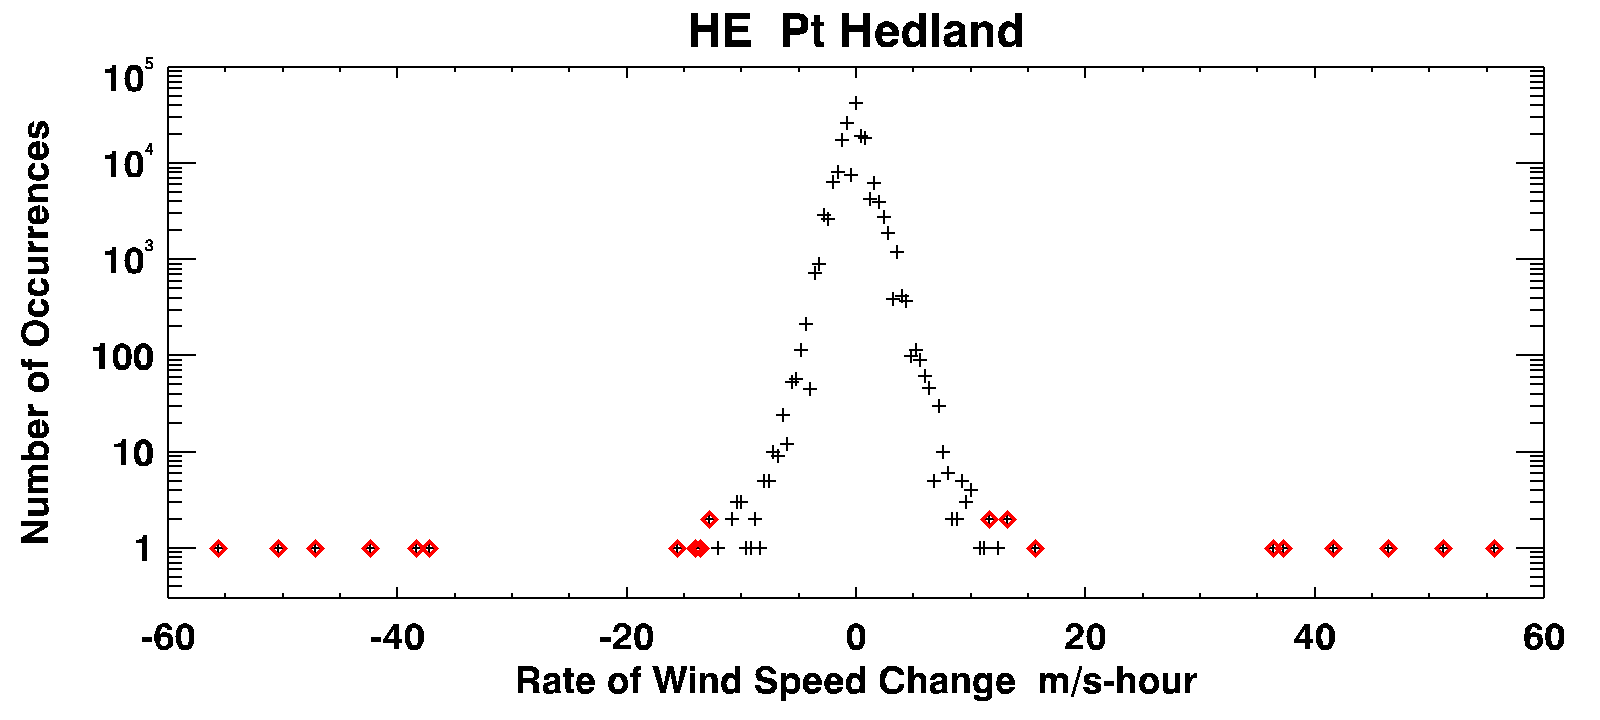 HE Pt Hedland
10^5
10^4
10^3
100
10
1
Number of Occurrences
-60 -40 -20 0 20 40 60
Rate of Wind Speed Change m/s-hour